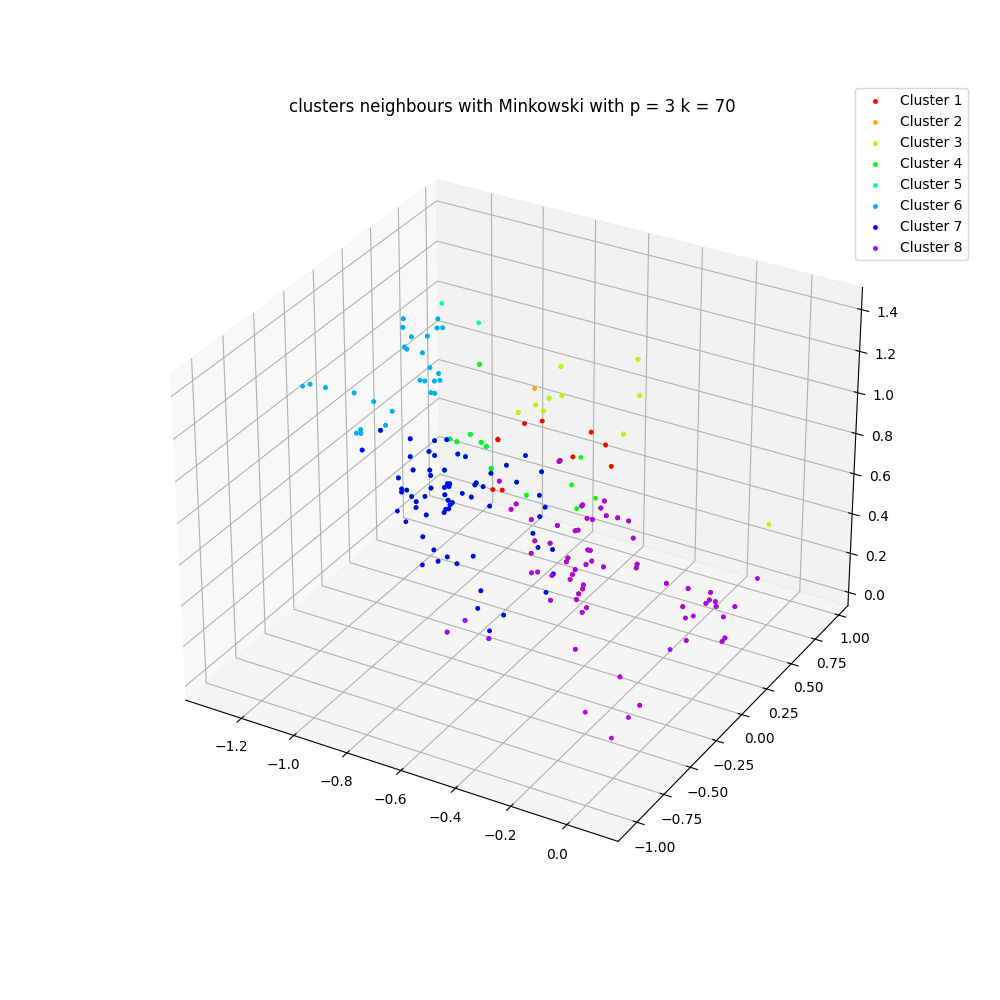 clusters neighbours with Minkowski with p = 3 k = 70
Cluster 1
Cluster 2
Cluster 3
Cluster 4
Cluster 5
Cluster 6
Cluster 7
Cluster 8
1.4
1.2
1.0
0.8
0.6
0.4
0.2
0.0
1.00
0.75
0.50
0.25
0.00
−0.25
−0.50
−0.75
−1.00
−1.2
−1.0
−0.8
−0.6
−0.4
−0.2
0.0